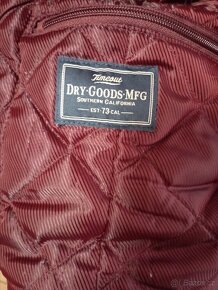 Timeout
DRY-GOODS-MFG
SOUTHERN CALIFORNIA
EST-73-CAL